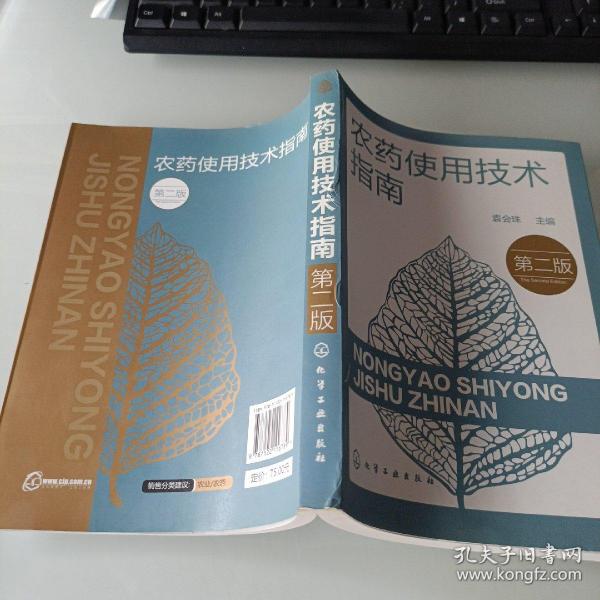 农药使用技术
指南
袁会珠 主编
第二版
The Second Edition
NONGYAO SHIYONG
JISHU ZHINAN
化学工业出版社
农药使用技术指南
第二版
化学工业出版社
农药使用技术指南
第二版
NONGYAO SHIYONG
JISHU ZHINAN
www.cip.com.cn
销售分类建议: 农业/农药
定价: 75.00元
孔夫子旧书网
www.kongfz.com